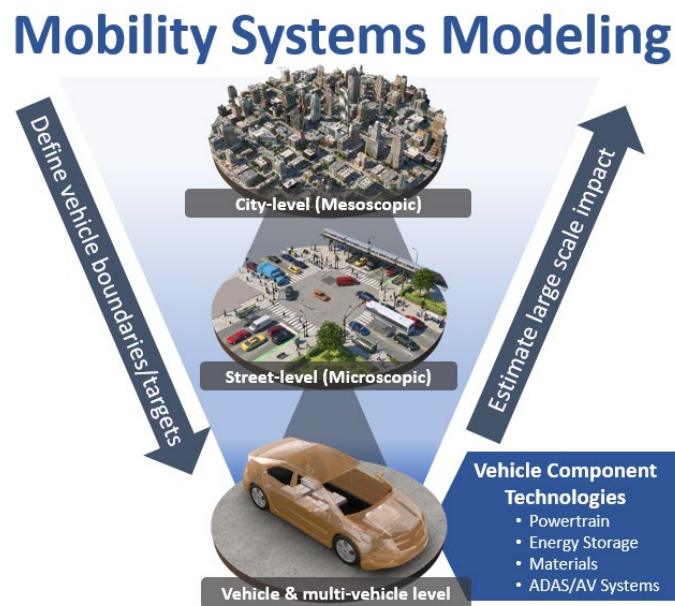 Mobility Systems Modeling
Define vehicle boundaries/targets
Estimate large scale impact
City-level (Mesoscopic)
Street-level (Microscopic)
Vehicle & multi-vehicle level
Vehicle Component
Technologies
• Powertrain
• Energy Storage
• Materials
• ADAS/AV Systems